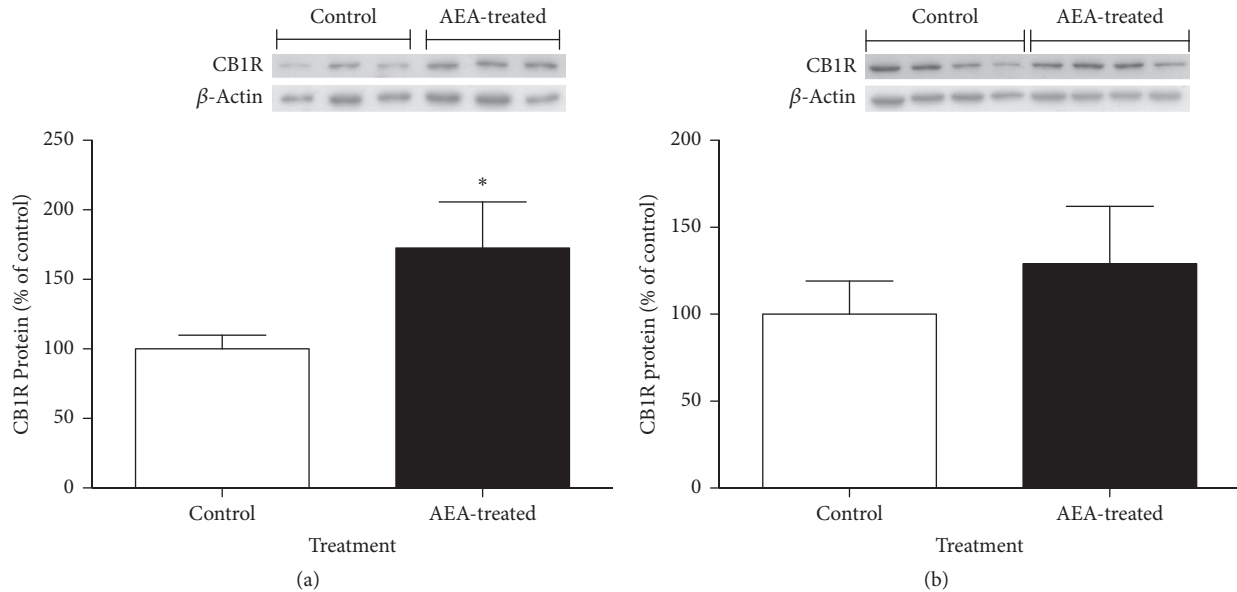 Control AEA-treated
CB1R
β-Actin
250
200
150
100
50
0
CB1R Protein (% of control)
*
Control AEA-treated
Treatment
(a)
Control AEA-treated
CB1R
β-Actin
200
150
100
50
0
CB1R protein (% of control)
Control AEA-treated
Treatment
(b)